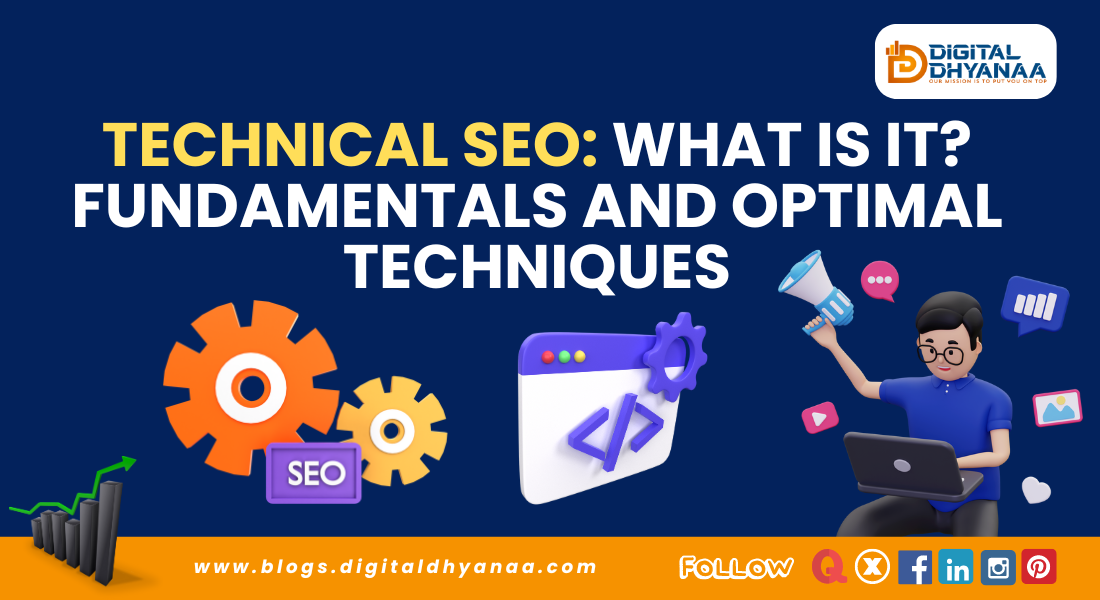 DIGITAL
DHYANAA
OUR MISSION IS TO PUT YOU ON TOP
TECHNICAL SEO: WHAT IS IT?
FUNDAMENTALS AND OPTIMAL
TECHNIQUES
SEO
</>
www.blogs.digitaldhyanaa.com
FOLLOW